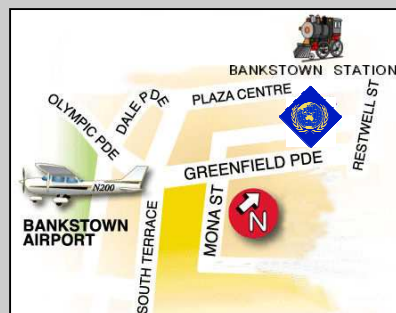 BANKSTOWN STATION
OLYMPIC PDE
DALE PDE
PLAZA CENTRE
RESTWELL ST
GREENFIELD PDE
N200
BANKSTOWN
AIRPORT
SOUTH TERRACE
MONA ST
N